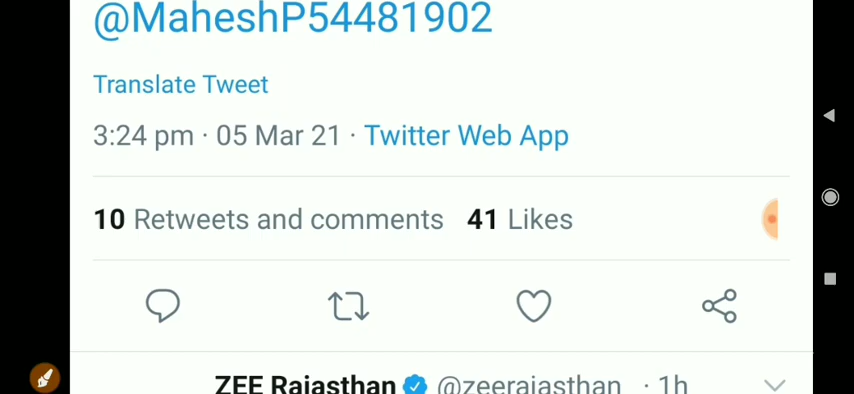 @MaheshP54481902
Translate Tweet
3:24 pm · 05 Mar 21 · Twitter Web App
10 Retweets and comments 41 Likes
ZEE Rajasthan @zeerajasthan · 1h